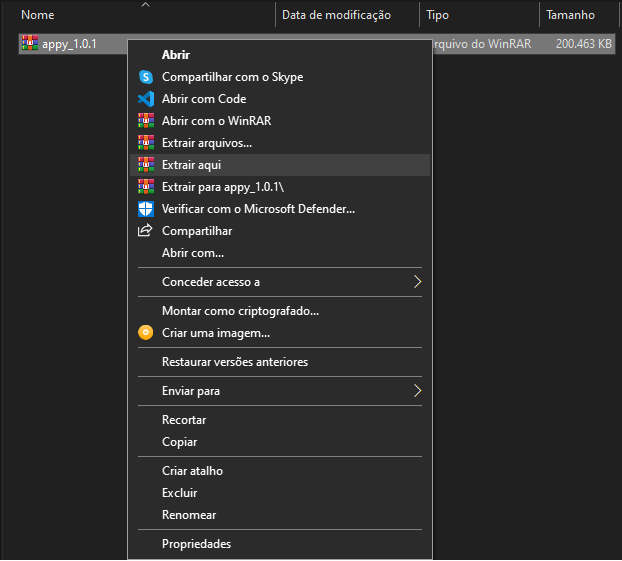 Nome Data de modificação Tipo Tamanho
appy_1.0.1 rquivo do WinRAR 200.463 KB
Abrir
Compartilhar com o Skype
Abrir com Code
Abrir com o WinRAR
Extrair arquivos...
Extrair aqui
Extrair para appy_1.0.1\
Verificar com o Microsoft Defender...
Compartilhar
Abrir com...
Conceder acesso a
Montar como criptografado...
Criar uma imagem...
Restaurar versões anteriores
Enviar para
Recortar
Copiar
Criar atalho
Excluir
Renomear
Propriedades